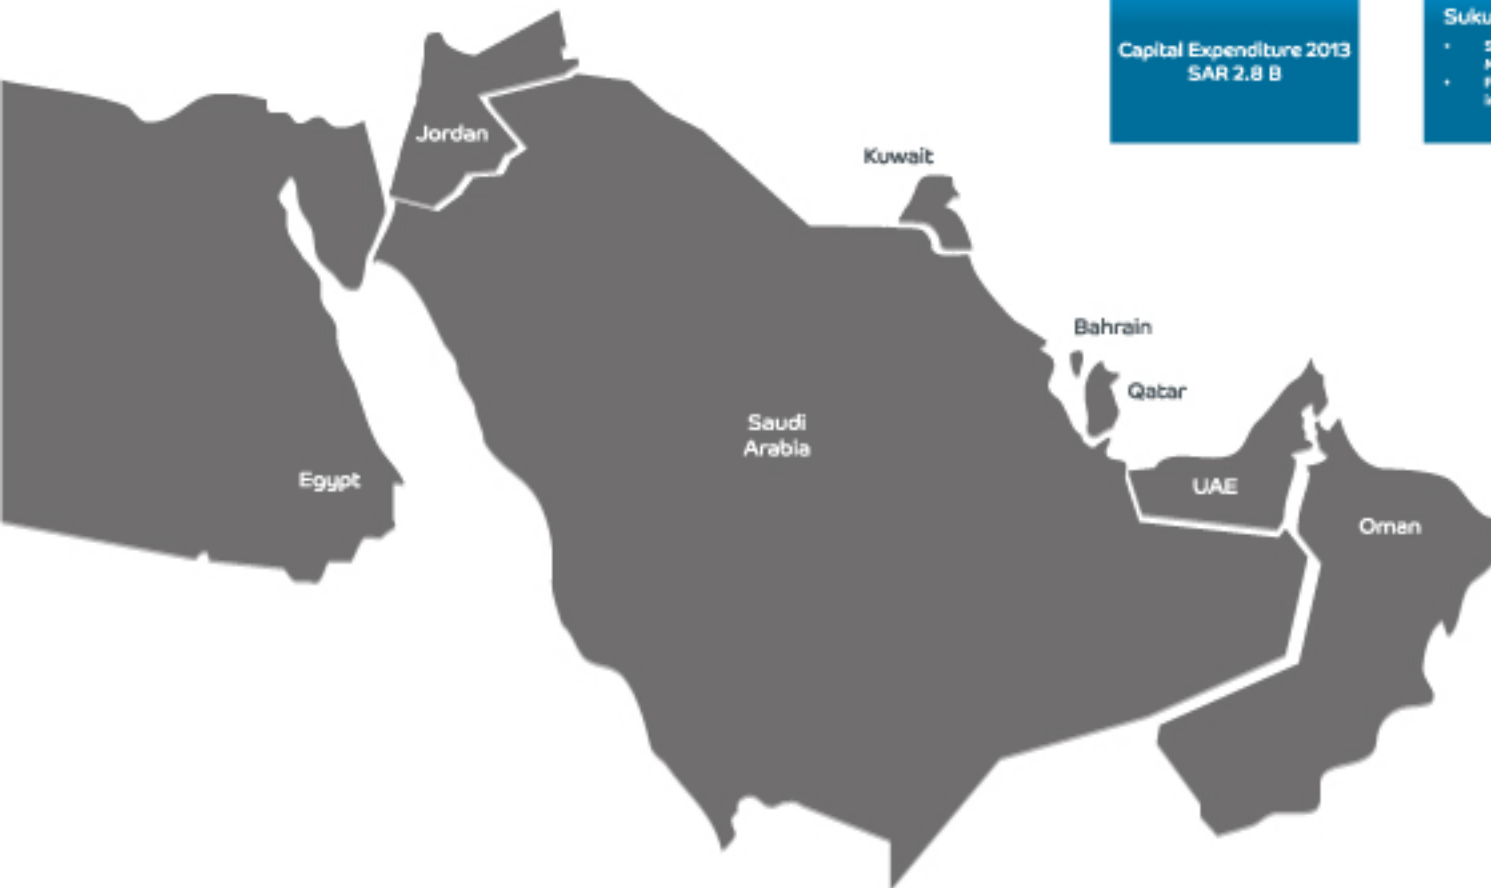 Capital Expenditure 2013
SAR 2.8 B
Jordan
Kuwait
Bahrain
Qatar
Saudi
Arabia
Egypt
UAE
Oman